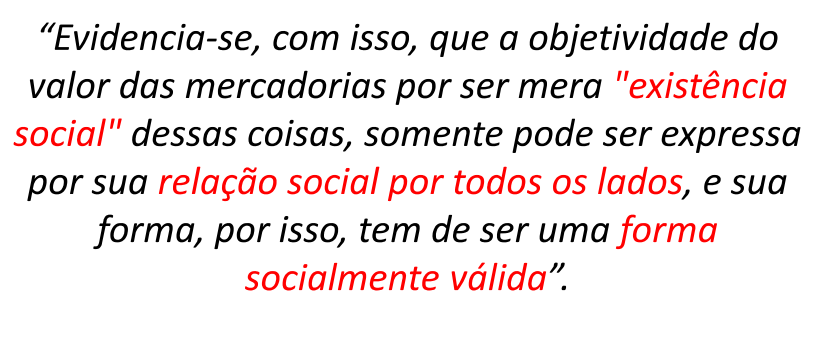 “Evidencia-se, com isso, que a objetividade do
valor das mercadorias por ser mera "existência
social" dessas coisas, somente pode ser expressa
por sua relação social por todos os lados, e sua
forma, por isso, tem de ser uma forma
socialmente válida”.